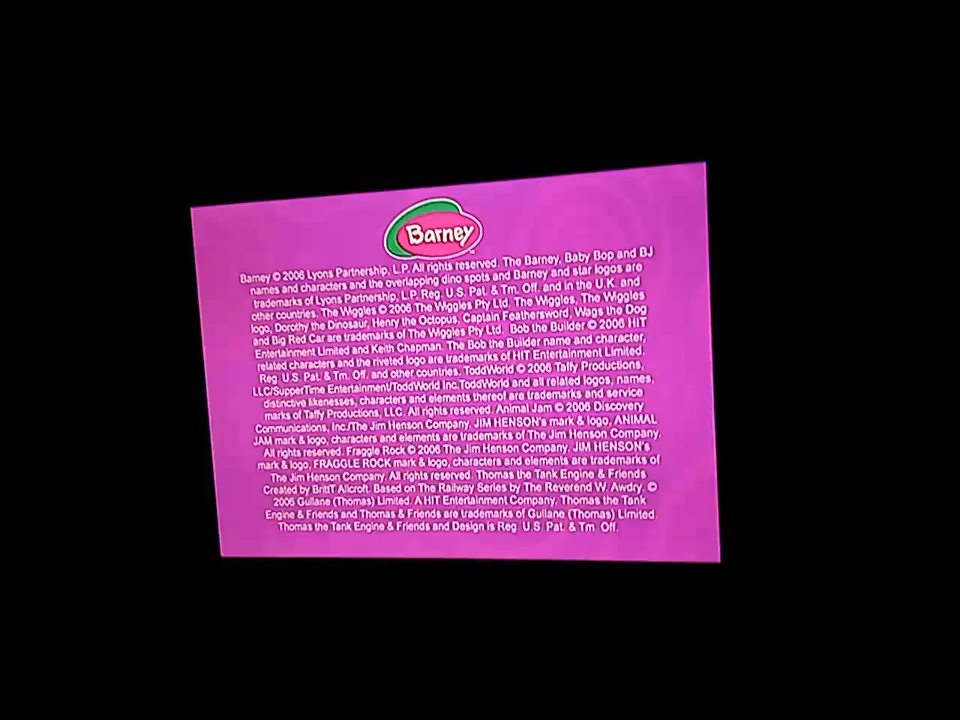 Barney
Barney © 2006 Lyons Partnership, L.P. All rights reserved. The Barney, Baby Bop and BJ
names and characters and the overlapping dino spots and Barney and star logos are
trademarks of Lyons Partnership, L.P. Reg. U.S. Pat. & Tm. Off. and in the U.K. and
other countries. The Wiggles © 2006 The Wiggles Pty Ltd. The Wiggles, The Wiggles
logo, Dorothy the Dinosaur, Henry the Octopus, Captain Feathersword, Wags the Dog
and Big Red Car are trademarks of The Wiggles Pty Ltd. Bob the Builder © 2006 HIT
Entertainment Limited and Keith Chapman. The Bob the Builder name and character,
related characters and the riveted logo are trademarks of HIT Entertainment Limited.
Reg. U.S. Pat. & Tm. Off. and other countries. ToddWorld © 2006 Taffy Productions,
LLC/SupperTime Entertainment/ToddWorld Inc.ToddWorld and all related logos, names,
distinctive likenesses, characters and elements thereof are trademarks and service
marks of Taffy Productions, LLC. All rights reserved. Animal Jam © 2006 Discovery
Communications, Inc./The Jim Henson Company. JIM HENSON's mark & logo, ANIMAL
JAM mark & logo, characters and elements are trademarks of The Jim Henson Company.
All rights reserved. Fraggle Rock © 2006 The Jim Henson Company. JIM HENSON's
mark & logo, FRAGGLE ROCK mark & logo, characters and elements are trademarks of
The Jim Henson Company. All rights reserved. Thomas the Tank Engine & Friends
Created by BrittT Allcroft. Based on The Railway Series by The Reverend W. Awdry. ©
2006 Gullane (Thomas) Limited. A HIT Entertainment Company. Thomas the Tank
Engine & Friends and Thomas & Friends are trademarks of Gullane (Thomas) Limited.
Thomas the Tank Engine & Friends and Design is Reg. U.S. Pat. & Tm. Off.